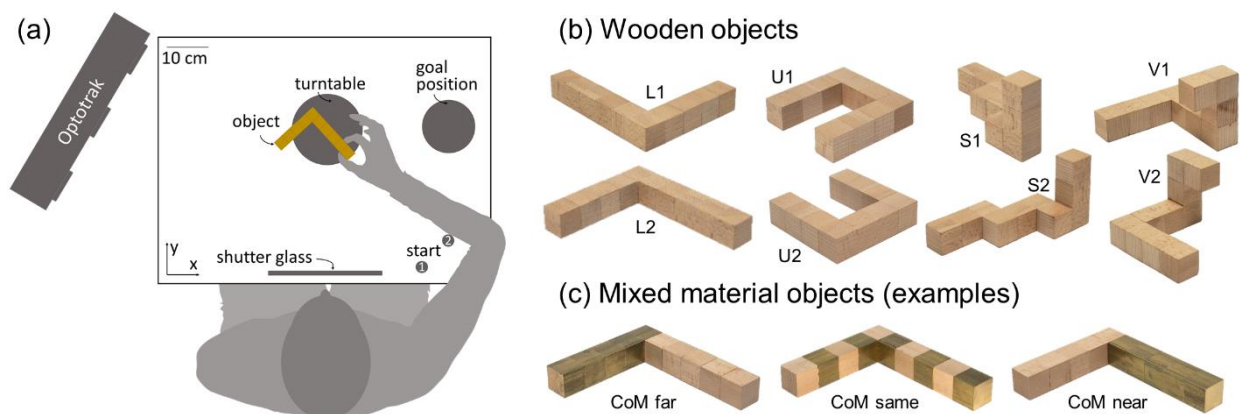 (a)
Optotrak
10 cm
turntable
goal
position
object
y
x
shutter glass
start
2
1
(b) Wooden objects
L1
U1
S1
V1
L2
U2
S2
V2
(c) Mixed material objects (examples)
CoM far
CoM same
CoM near